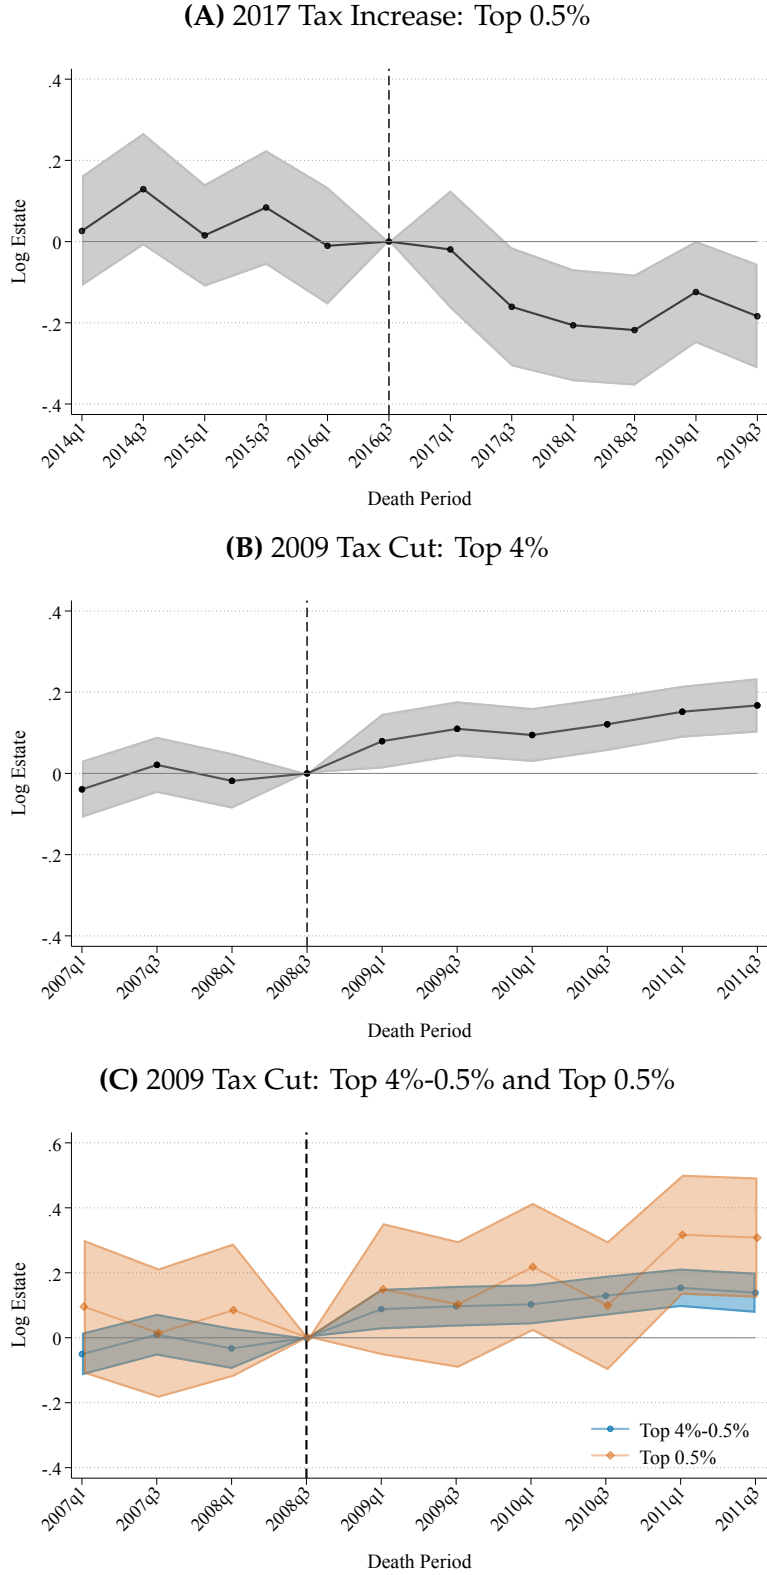 (A) 2017 Tax Increase: Top 0.5%
.4
.2
0
-.2
-.4
Log Estate
2014q1
2014q3
2015q1
2015q3
2016q1
2016q3
2017q1
2017q3
2018q1
2018q3
2019q1
2019q3
Death Period
(B) 2009 Tax Cut: Top 4%
.4
.2
0
-.2
-.4
Log Estate
2007q1
2007q3
2008q1
2008q3
2009q1
2009q3
2010q1
2010q3
2011q1
2011q3
Death Period
(C) 2009 Tax Cut: Top 4%-0.5% and Top 0.5%
.6
.4
.2
0
-.2
-.4
Log Estate
Top 4%-0.5%
Top 0.5%
2007q1
2007q3
2008q1
2008q3
2009q1
2009q3
2010q1
2010q3
2011q1
2011q3
Death Period